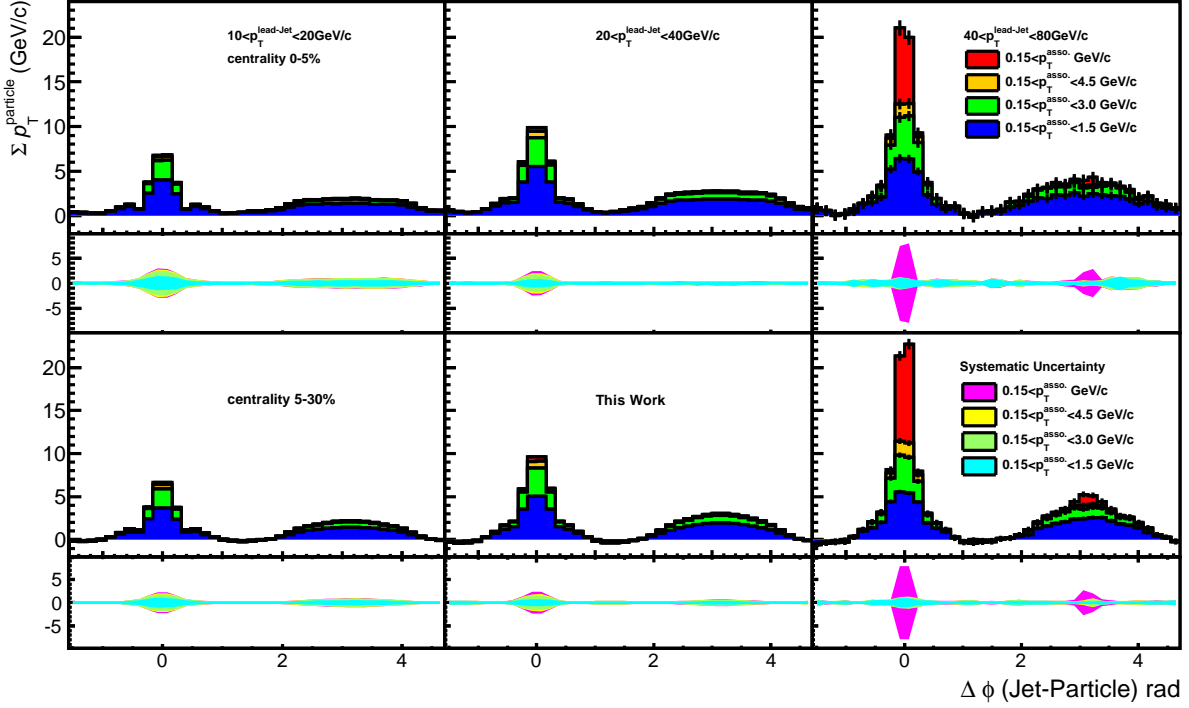 Σ p_T^particle (GeV/c)
10<p_T^lead-Jet<20GeV/c
centrality 0-5%
20<p_T^lead-Jet<40GeV/c
40<p_T^lead-Jet<80GeV/c
0.15<p_T^asso. GeV/c
0.15<p_T^asso.<4.5 GeV/c
0.15<p_T^asso.<3.0 GeV/c
0.15<p_T^asso.<1.5 GeV/c
20
15
10
5
0
5
0
-5
centrality 5-30%
This Work
Systematic Uncertainty
0.15<p_T^asso. GeV/c
0.15<p_T^asso.<4.5 GeV/c
0.15<p_T^asso.<3.0 GeV/c
0.15<p_T^asso.<1.5 GeV/c
20
15
10
5
0
5
0
-5
0 2 4 0 2 4 0 2 4
Δ ϕ (Jet-Particle) rad